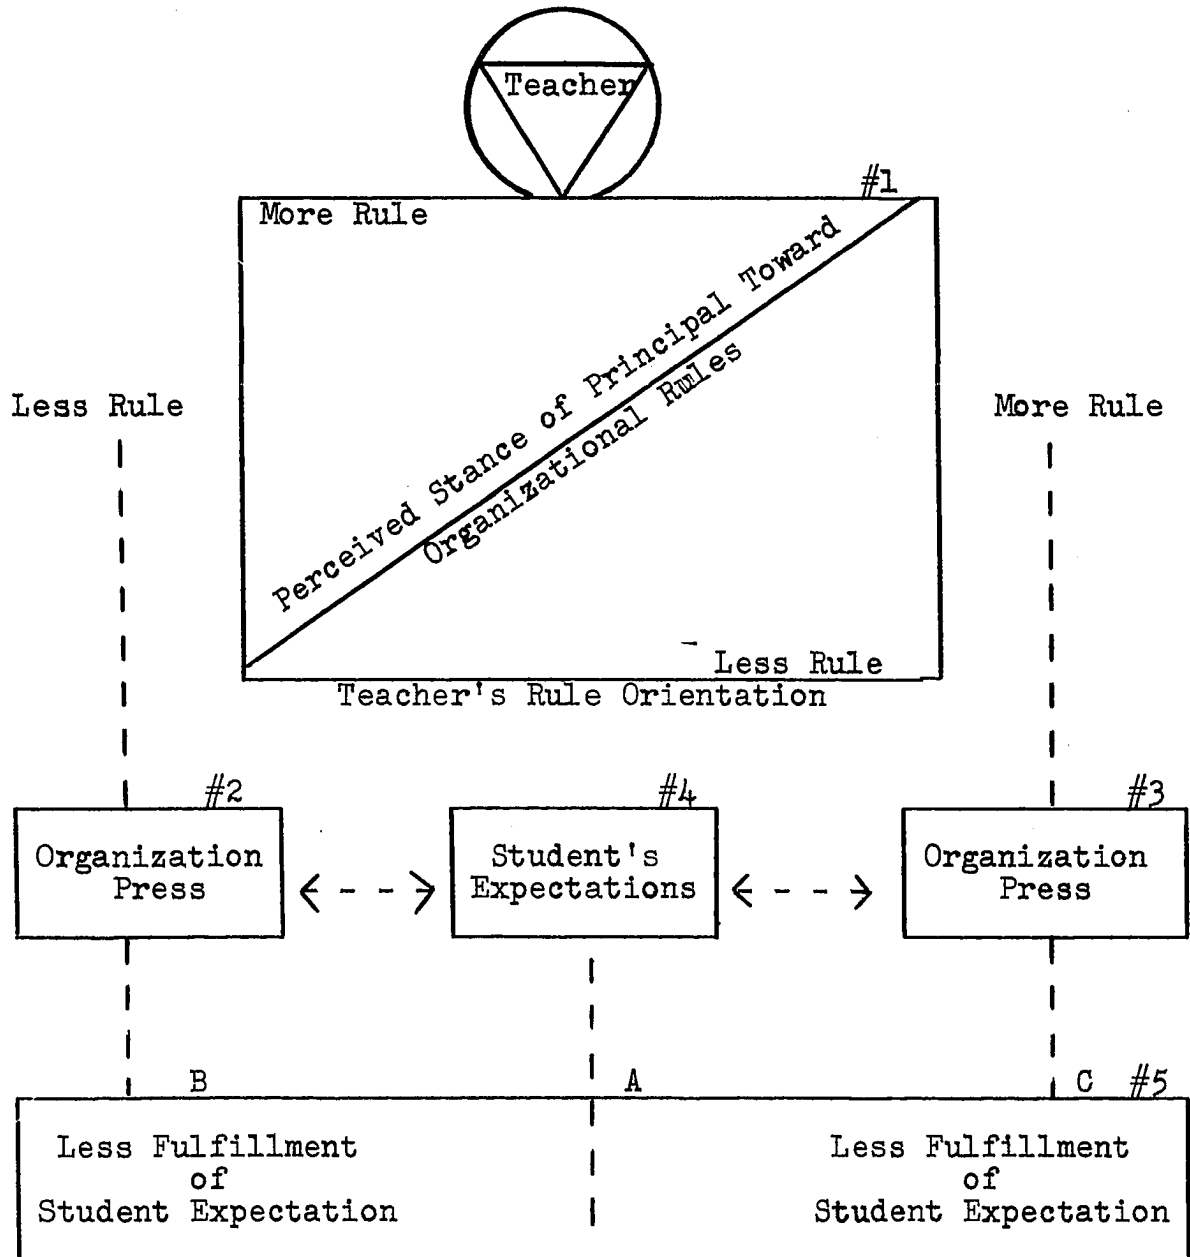 Teacher
#1
More Rule
Perceived Stance of Principal Toward
Organizational Rules
Less Rule
More Rule
Less Rule
Teacher's Rule Orientation
#2
#4
#3
Organization
Press
Student's
Expectations
Organization
Press
B
A
C
#5
Less Fulfillment
of
Student Expectation
Less Fulfillment
of
Student Expectation